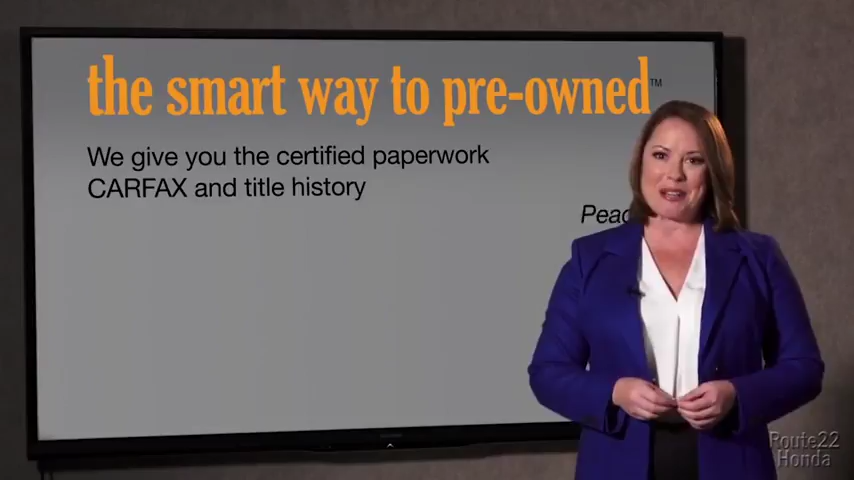 the smart way to pre-owned™
We give you the certified paperwork
CARFAX and title history
Route22
Honda